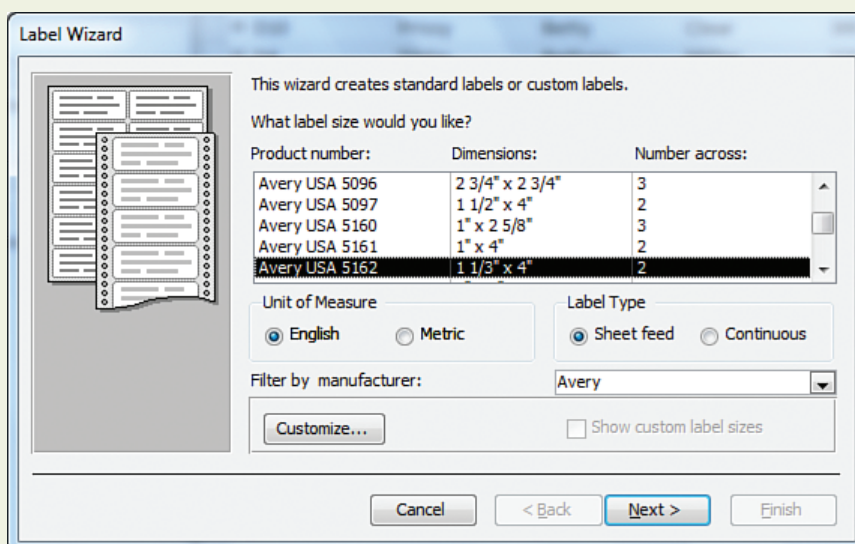 Label Wizard
This wizard creates standard labels or custom labels.
What label size would you like?
Product number: Dimensions: Number across:
Avery USA 5096 2 3/4" x 2 3/4" 3
Avery USA 5097 1 1/2" x 4" 2
Avery USA 5160 1" x 2 5/8" 3
Avery USA 5161 1" x 4" 2
Avery USA 5162 1 1/3" x 4" 2
Unit of Measure Label Type
English Metric Sheet feed Continuous
Filter by manufacturer: Avery
Customize... Show custom label sizes
Cancel < Back Next > Finish